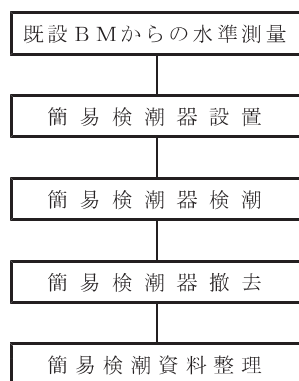 既設ＢＭからの水準測量
簡易検潮器設置
簡易検潮器検潮
簡易検潮器撤去
簡易検潮資料整理